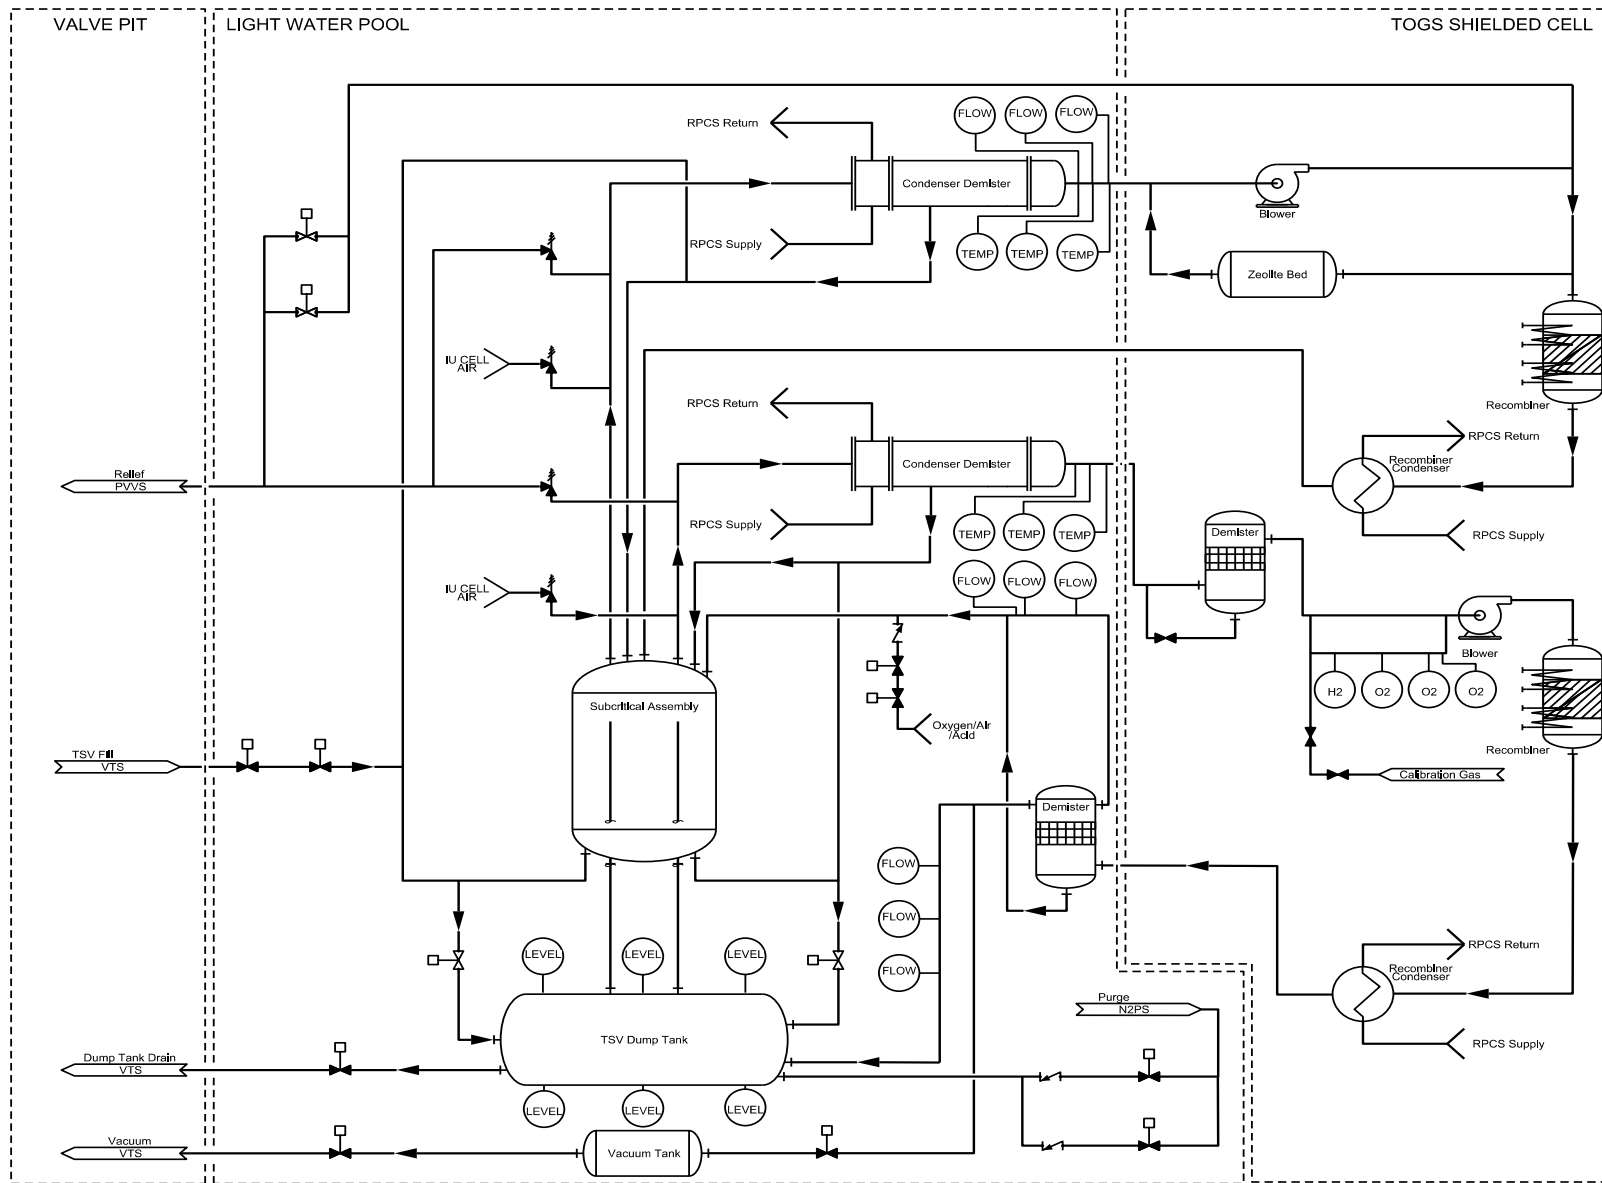 VALVE PIT
LIGHT WATER POOL
TOGS SHIELDED CELL
RPCS Return
FLOW
FLOW
FLOW
Condenser Demister
Blower
RPCS Supply
TEMP
TEMP
TEMP
Zeolite Bed
IU CELL
AIR
RPCS Return
Recombiner
RPCS Return
Recombiner
Condenser
Condenser Demister
Relief
PVVS
RPCS Supply
TEMP
TEMP
TEMP
Demister
RPCS Supply
IU CELL
AIR
FLOW
FLOW
FLOW
Blower
H2
O2
O2
O2
Subcritical Assembly
Oxygen/Air
/Acid
TSV Fill
VTS
Recombiner
Calibration Gas
Demister
FLOW
FLOW
FLOW
LEVEL
LEVEL
LEVEL
RPCS Return
Recombiner
Condenser
Purge
N2PS
TSV Dump Tank
RPCS Supply
Dump Tank Drain
VTS
LEVEL
LEVEL
LEVEL
Vacuum
VTS
Vacuum Tank